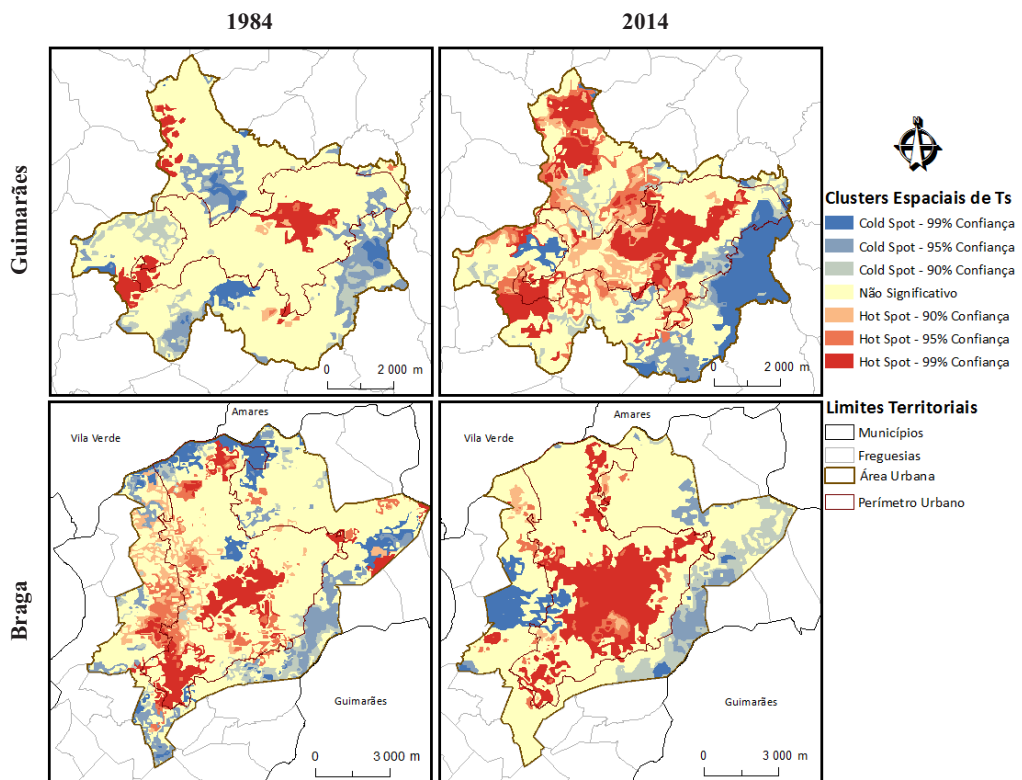 1984
2014
Guimarães
0 2 000 m
0 2 000 m
Clusters Espaciais de Ts
Cold Spot - 99% Confiança
Cold Spot - 95% Confiança
Cold Spot - 90% Confiança
Não Significativo
Hot Spot - 90% Confiança
Hot Spot - 95% Confiança
Hot Spot - 99% Confiança
Limites Territoriais
Municípios
Freguesias
Área Urbana
Perímetro Urbano
Braga
Amares
Vila Verde
Guimarães
0 3 000 m
Amares
Vila Verde
Guimarães
0 3 000 m